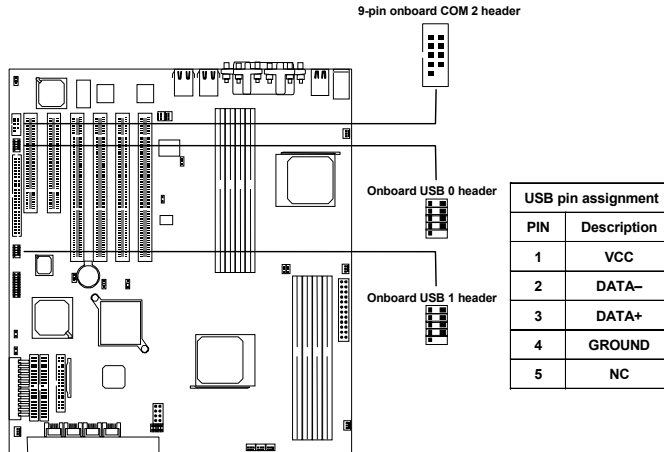 9-pin onboard COM 2 header
Onboard USB 0 header
Onboard USB 1 header
USB pin assignment
PIN Description
1 VCC
2 DATA–
3 DATA+
4 GROUND
5 NC